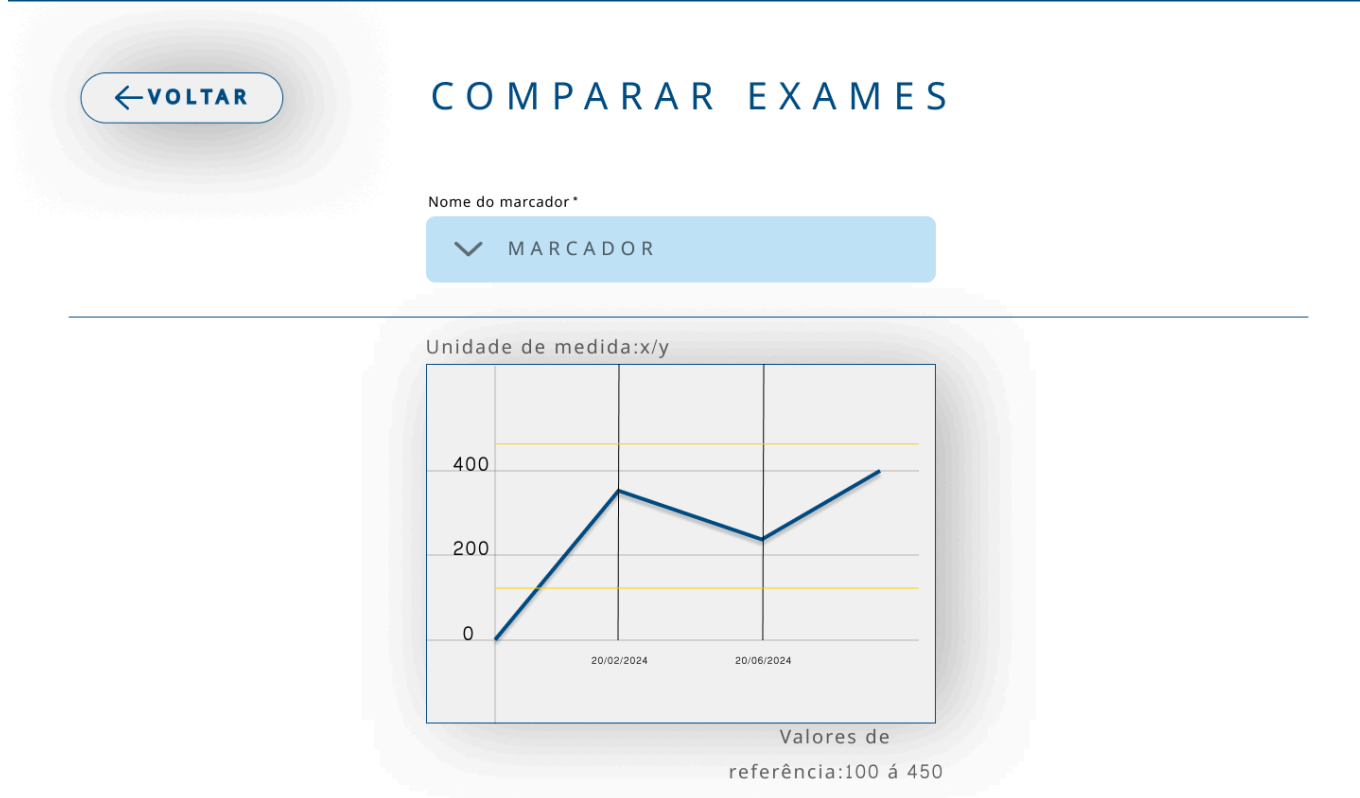 VOLTAR
COMPARAR EXAMES
Nome do marcador*
MARCADOR
Unidade de medida:x/y
400
200
0
20/02/2024
20/06/2024
Valores de
referência:100 á 450